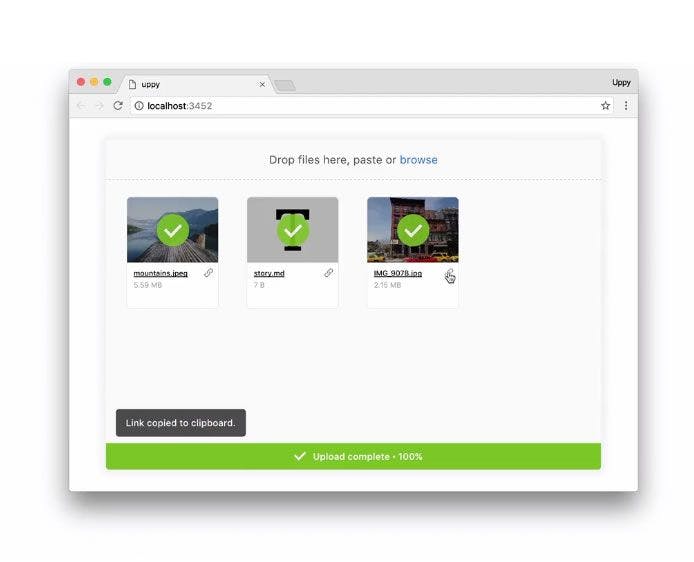 uppy
Uppy
localhost:3452
Drop files here, paste or browse
mountains.jpeg
5.59 MB
story.md
7 B
IMG_9078.jpg
2.15 MB
Link copied to clipboard.
Upload complete • 100%